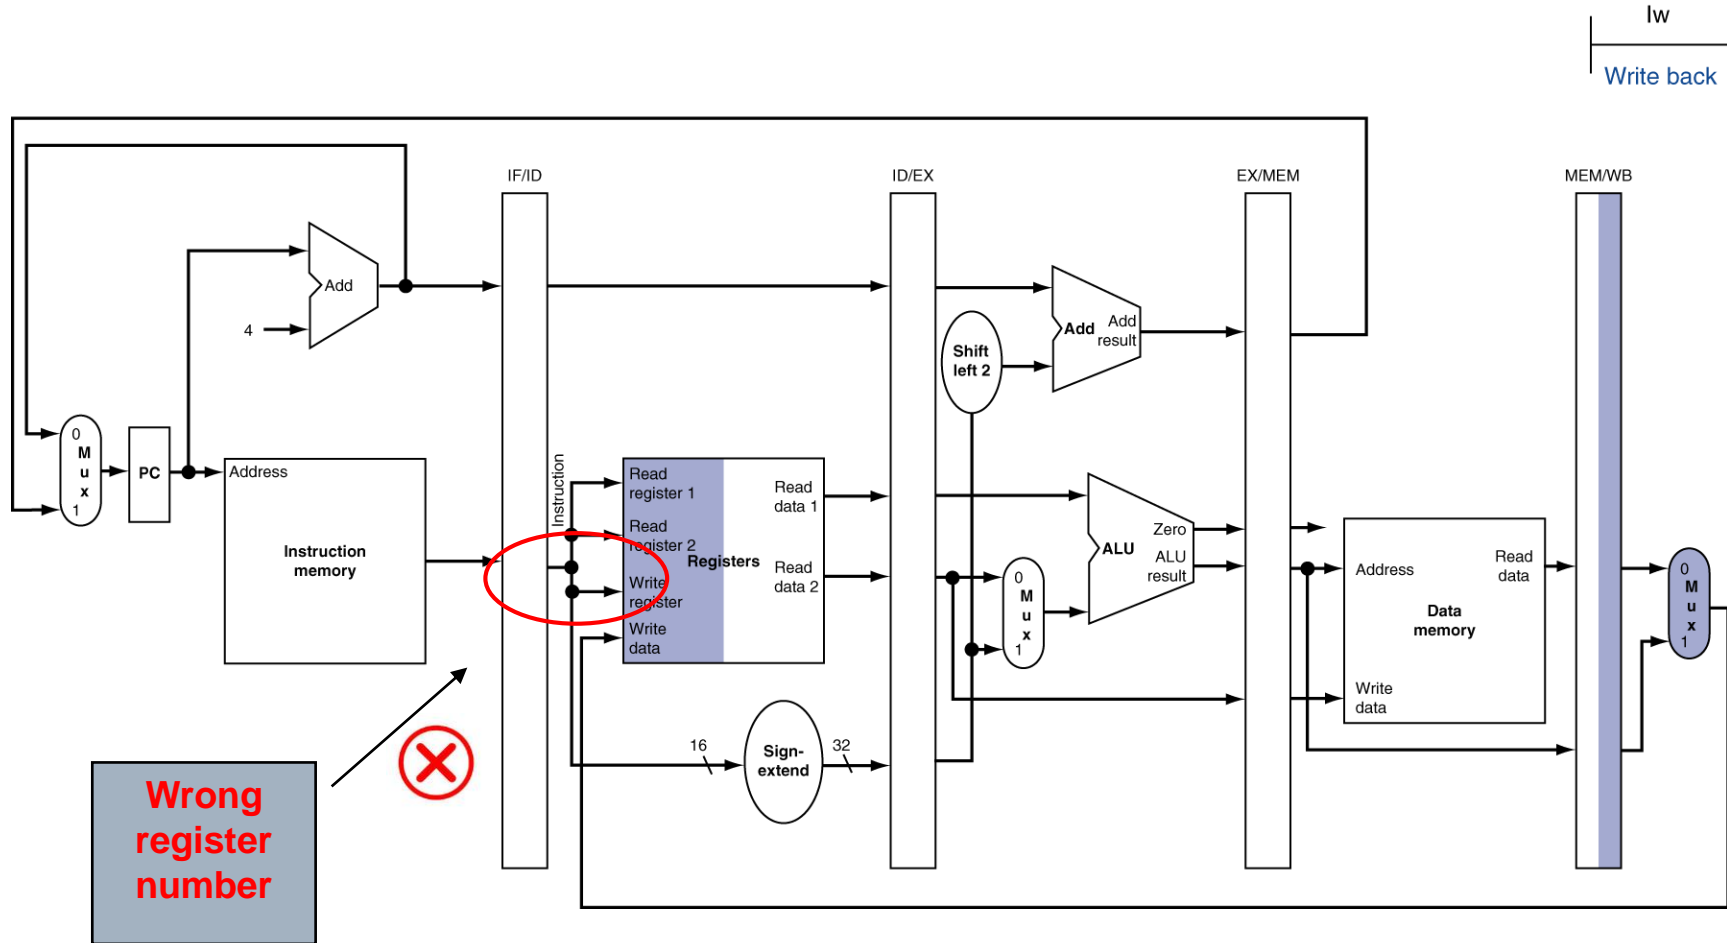 lw
Write back
IF/ID
ID/EX
EX/MEM
MEM/WB
Add
4
Shift
left 2
Add
Add
result
0
M
u
x
1
PC
Address
Instruction
memory
Instruction
Read
register 1
Read
register 2
Registers
Write
register
Write
data
Read
data 1
Read
data 2
0
M
u
x
1
Zero
ALU
ALU
result
Address
Read
data
Data
memory
Write
data
0
M
u
x
1
16
Sign-
extend
32
Wrong
register
number